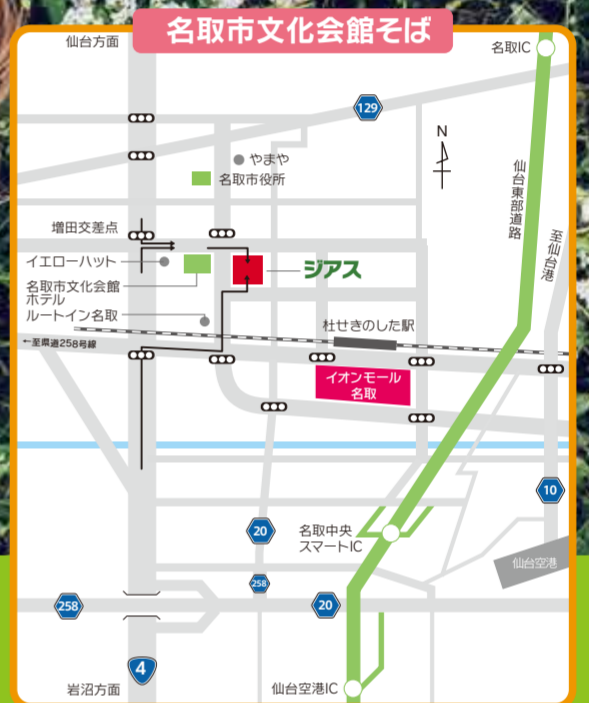 名取市文化会館そば
仙台方面
名取IC
129
N
やまや
名取市役所
仙台東部道路
至仙台港
増田交差点
イエローハット
ジアス
名取市文化会館
ホテル
ルートイン名取
杜せきのした駅
←至県道258号線
イオンモール
名取
10
20
名取中央
スマートIC
仙台空港
258
258
20
4
岩沼方面
仙台空港IC